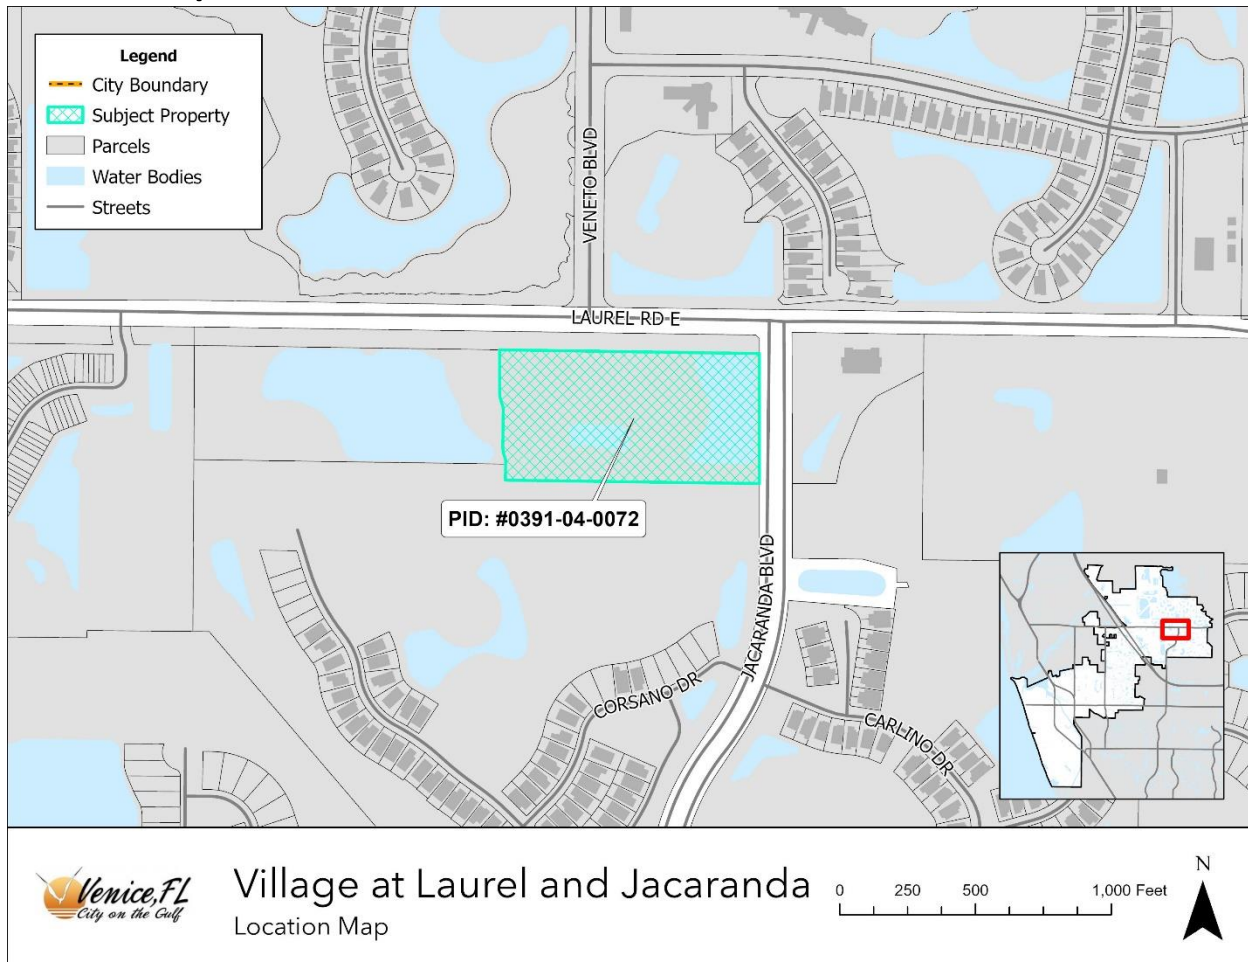 Legend
City Boundary
Subject Property
Parcels
Water Bodies
Streets
VENETO BLVD
LAUREL RD E
PID: #0391-04-0072
JACARANDA BLVD
CORSANO DR
CARLINO DR
Venice, FL
City on the Gulf
Village at Laurel and Jacaranda
Location Map
0 250 500 1,000 Feet
N